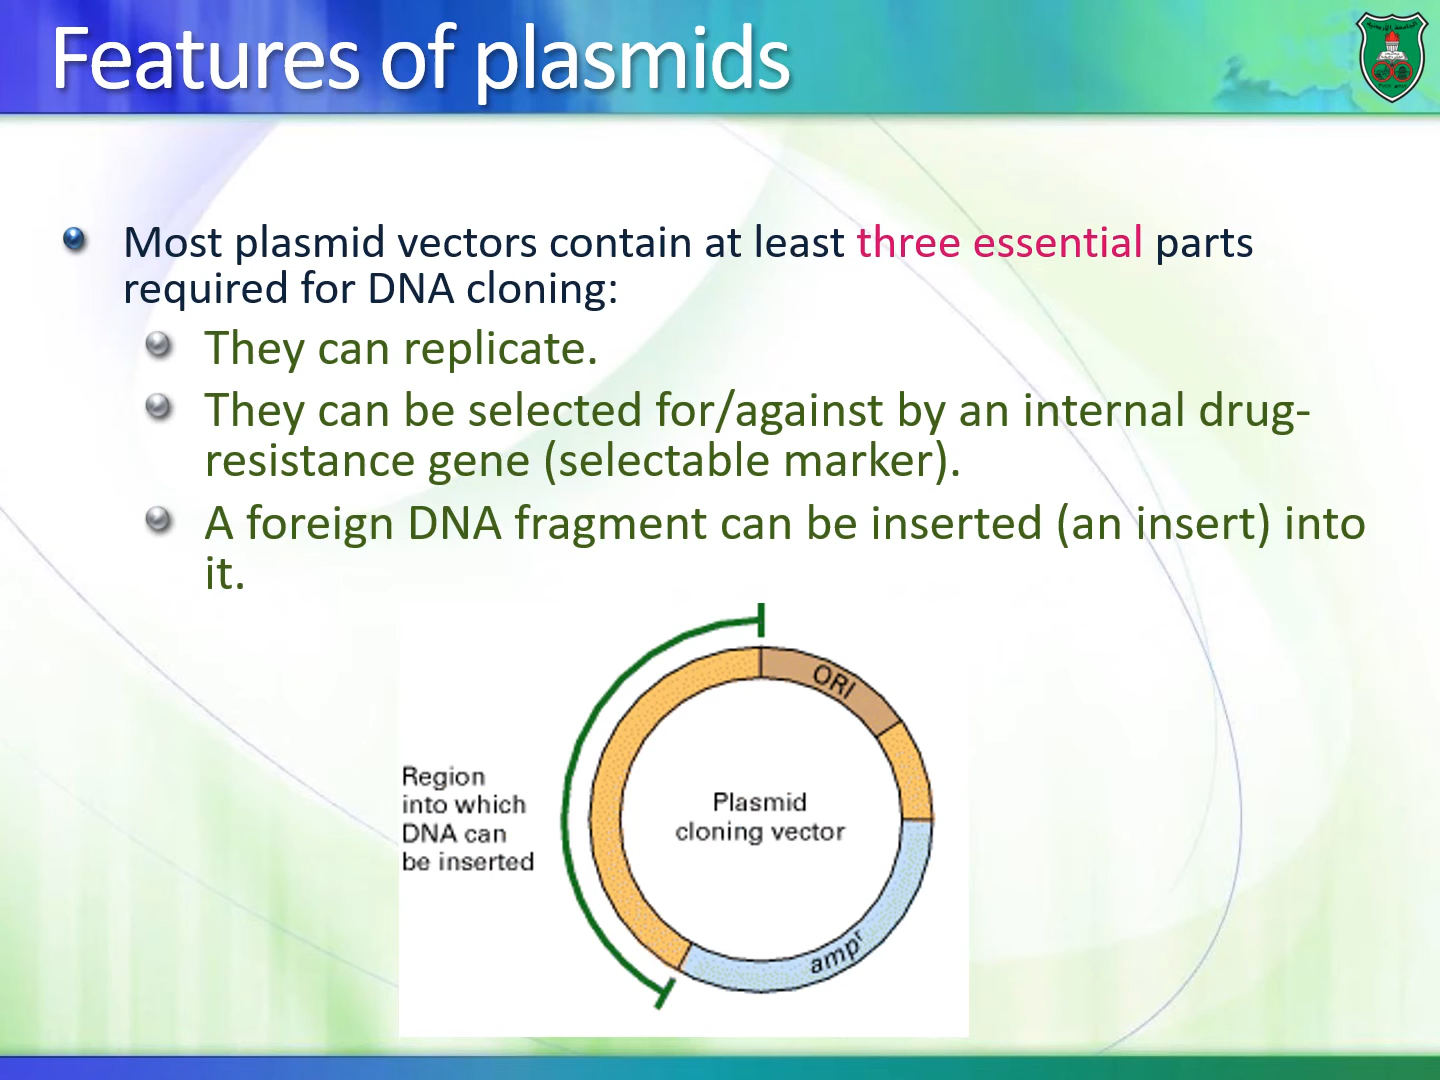 Features of plasmids
Most plasmid vectors contain at least three essential parts
required for DNA cloning:
They can replicate.
They can be selected for/against by an internal drug-
resistance gene (selectable marker).
A foreign DNA fragment can be inserted (an insert) into
it.
ORI
Region
into which
DNA can
be inserted
Plasmid
cloning vector
ampʳ